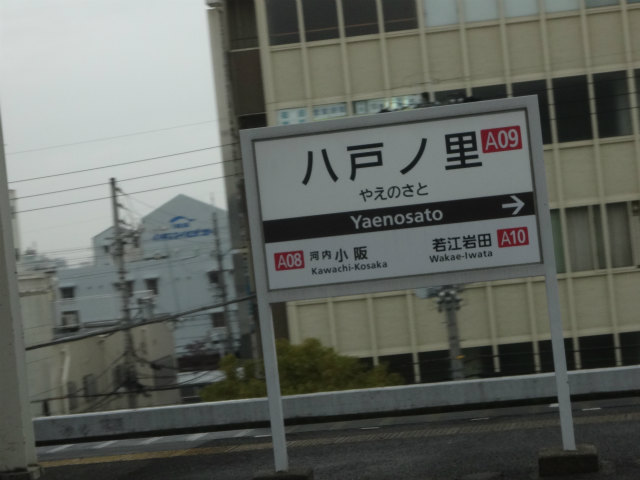 八戸ノ里 A09
やえのさと
Yaenosato →
A08 河内小阪 若江岩田 A10
Kawachi-Kosaka Wakae-Iwata